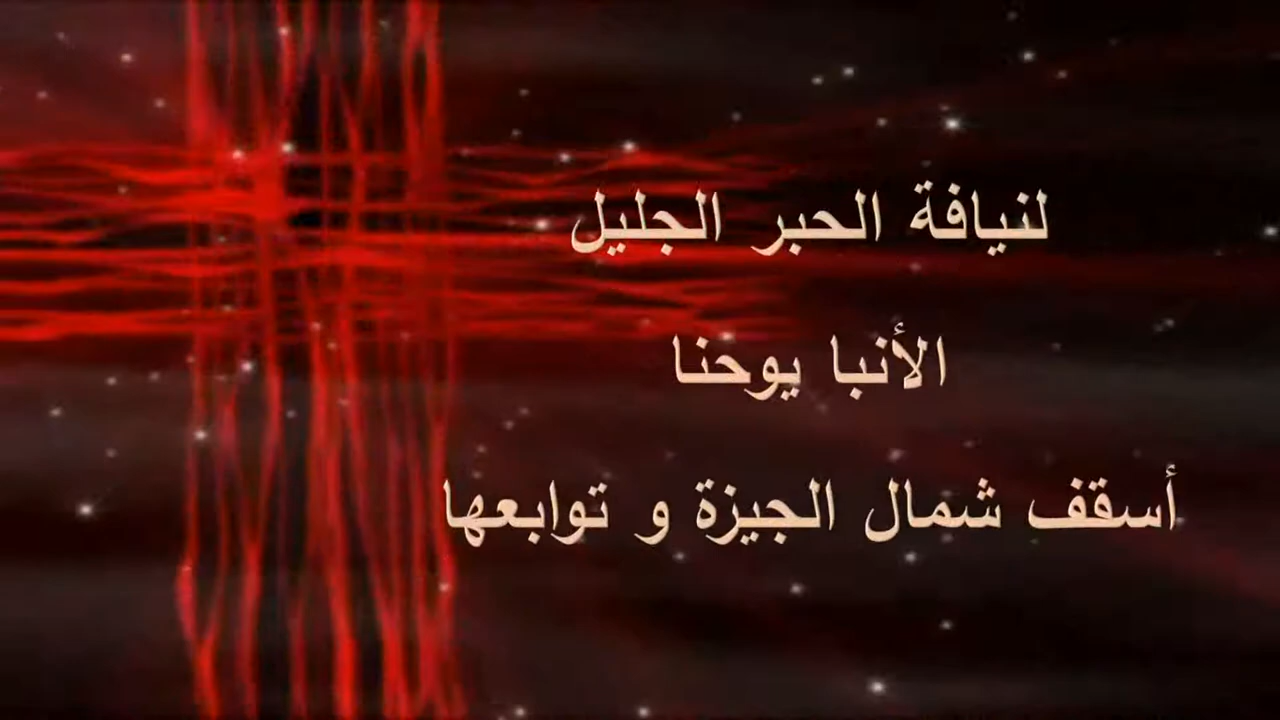 لنيافة الحبر الجليل
الأنبا يوحنا
أسقف شمال الجيزة و توابعها